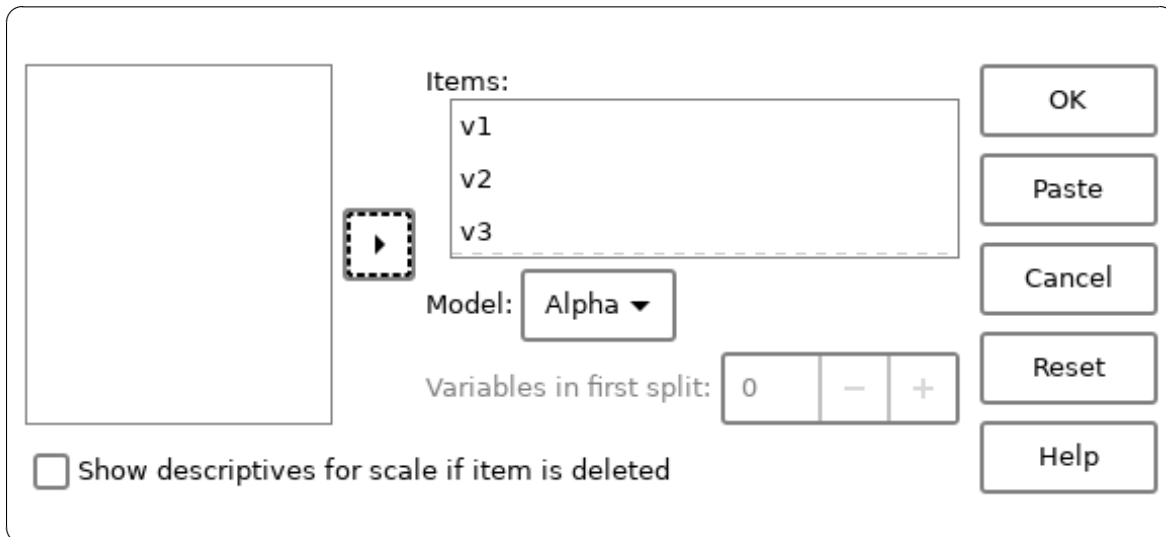 Items:
v1
v2
v3
Model: Alpha
Variables in first split: 0 − +
Show descriptives for scale if item is deleted
OK
Paste
Cancel
Reset
Help